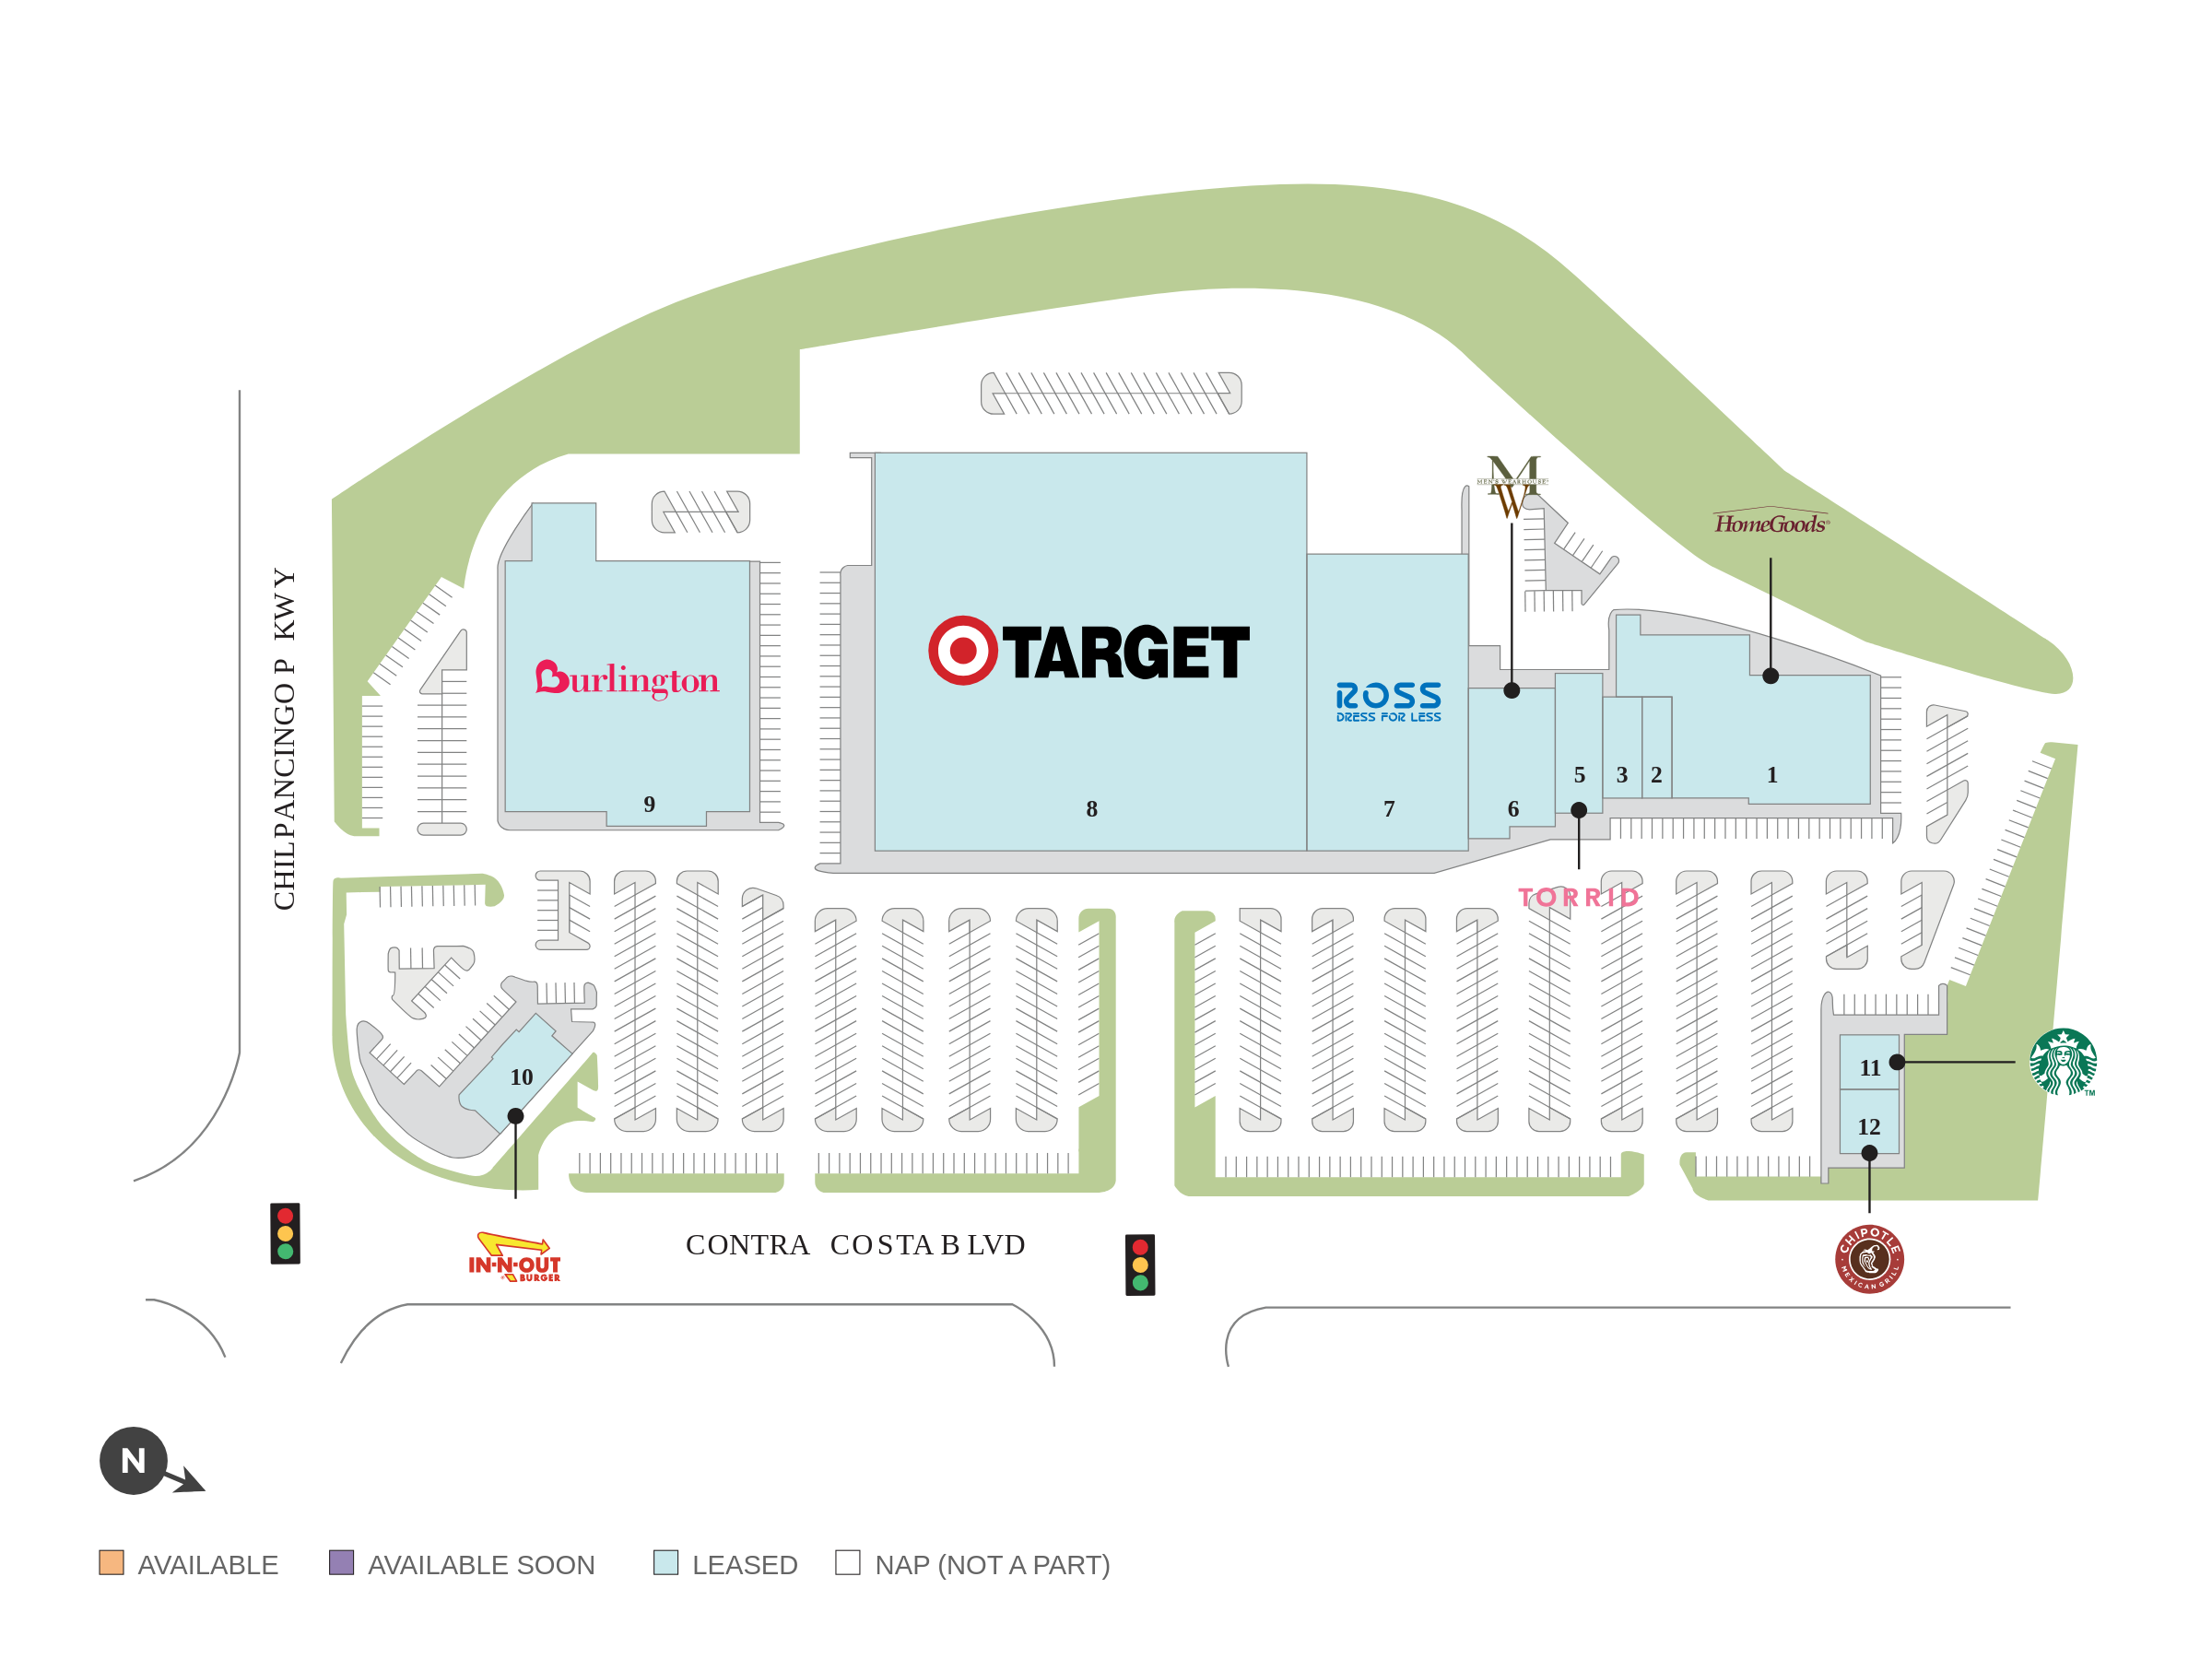 MW
MEN'S WEARHOUSE®
HomeGoods®
CHILPANCINGO PKWY
Burlington
TARGET
ROSS
DRESS FOR LESS
9
8
7
6
5
3
2
1
TORRID
10
11
12
TM
IN-N-OUT
BURGER
CONTRA COSTA BLVD
CHIPOTLE
MEXICAN GRILL
N
AVAILABLE
AVAILABLE SOON
LEASED
NAP (NOT A PART)